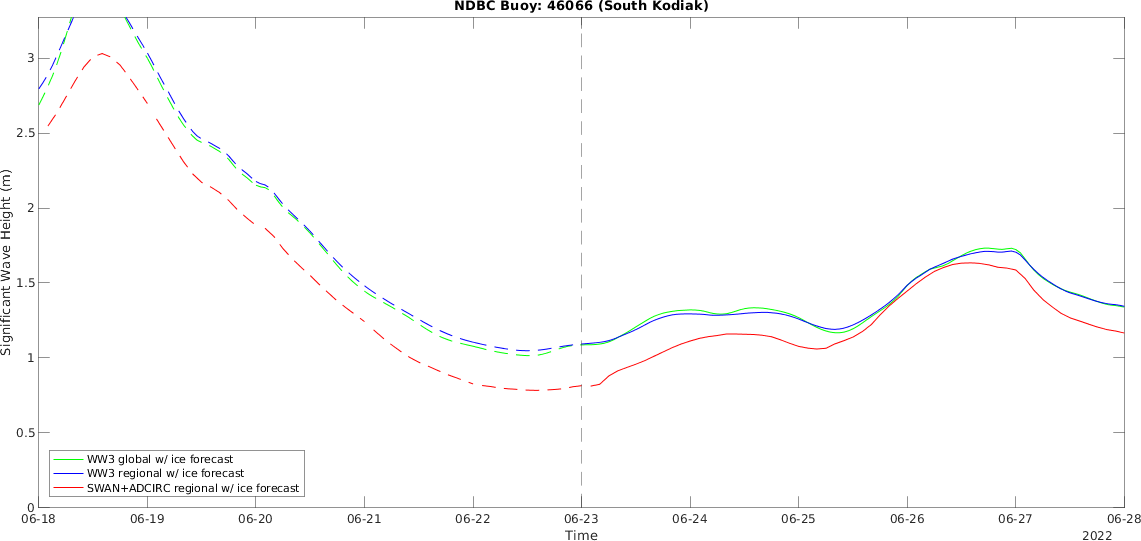 NDBC Buoy: 46066 (South Kodiak)
Significant Wave Height (m)
3
2.5
2
1.5
1
0.5
0
WW3 global w/ ice forecast
WW3 regional w/ ice forecast
SWAN+ADCIRC regional w/ ice forecast
06-18 06-19 06-20 06-21 06-22 06-23 06-24 06-25 06-26 06-27 06-28
Time
2022